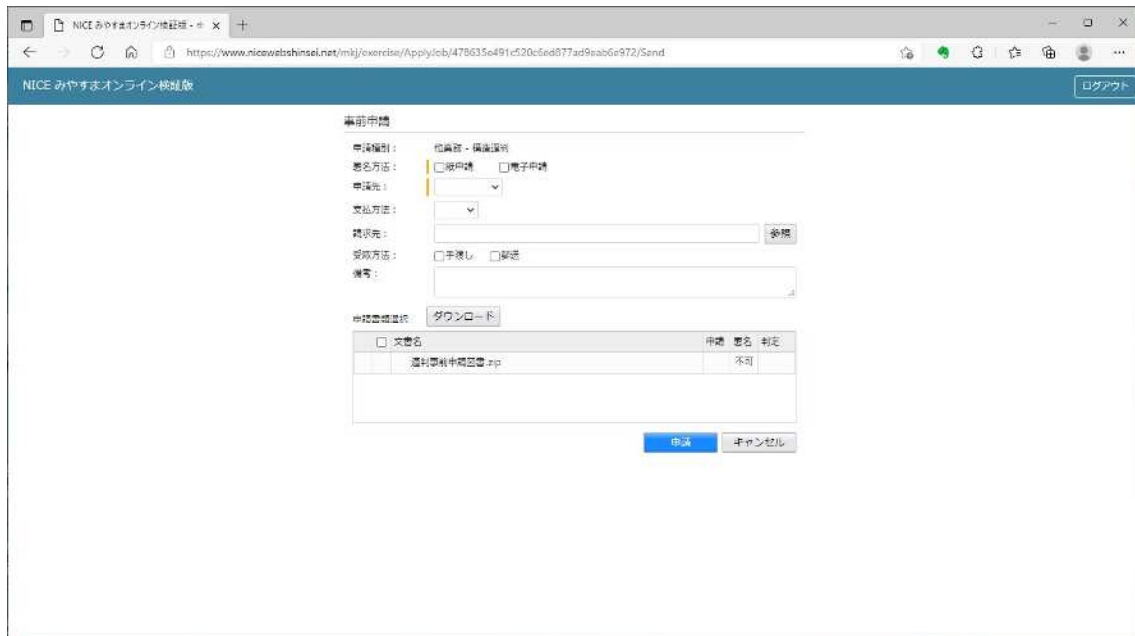 NICE みやすまオンライン検証版 -
https://www.nicewebshinsei.net/mkj/exercise/ApplyJob/478635e491c520c6ed877ad9eab6e972/Send
NICE みやすまオンライン検証版
ログアウト
事前申請
申請種別: 他業務 - 構造適判
署名方法: 紙申請 電子申請
申請先:
支払方法:
請求先: 参照
受取方法: 手渡し 郵送
備考:
申請書類選択 ダウンロード
文書名 申請 署名 判定
適判事前申請図書.zip 不可
申請 キャンセル